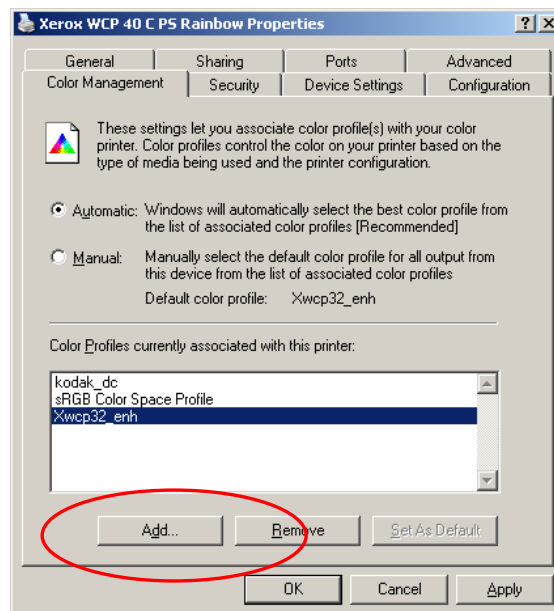 Xerox WCP 40 C PS Rainbow Properties
General Sharing Ports Advanced
Color Management Security Device Settings Configuration
These settings let you associate color profile(s) with your color
printer. Color profiles control the color on your printer based on the
type of media being used and the printer configuration.
Automatic: Windows will automatically select the best color profile from
the list of associated color profiles [Recommended]
Manual: Manually select the default color profile for all output from
this device from the list of associated color profiles
Default color profile: Xwcp32_enh
Color Profiles currently associated with this printer:
kodak_dc
sRGB Color Space Profile
Xwcp32_enh
Add... Remove Set As Default
OK Cancel Apply